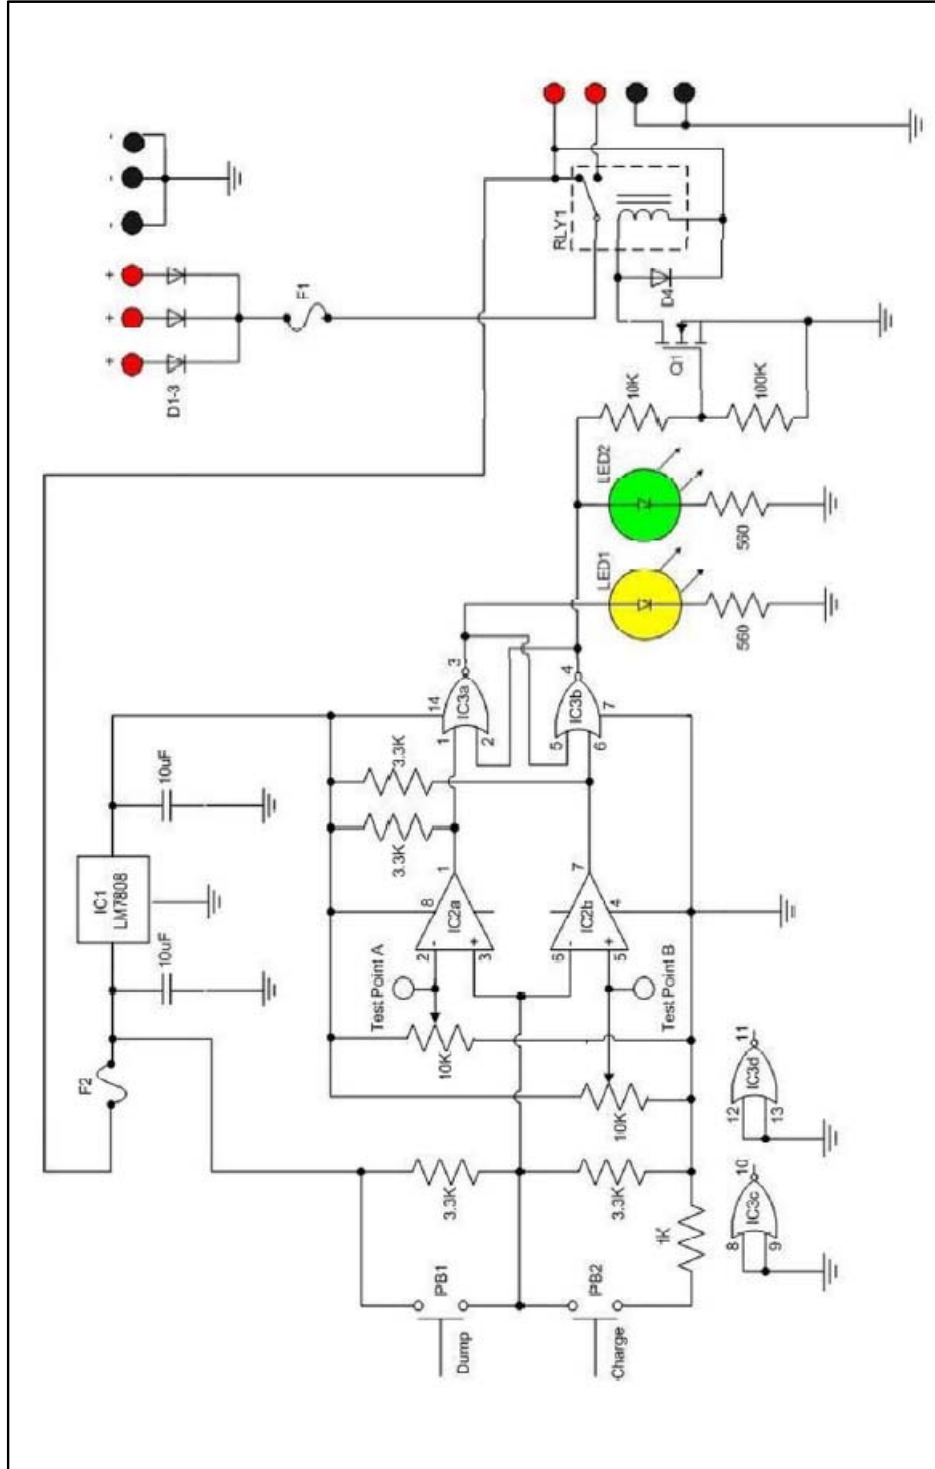 -
-
-
+
+
+
D1-3
F1
RLY1
D4
Q1
10K
100K
LED2
560
LED1
560
IC1
LM7808
10uF
10uF
F2
3.3K
3.3K
14
1
2
3
IC3a
5
6
4
7
IC3b
8
1
2
3
-
+
IC2a
7
4
6
5
-
+
IC2b
Test Point A
Test Point B
10K
10K
3.3K
3.3K
1K
PB1
Dump
PB2
Charge
12
13
11
IC3d
8
9
10
IC3c